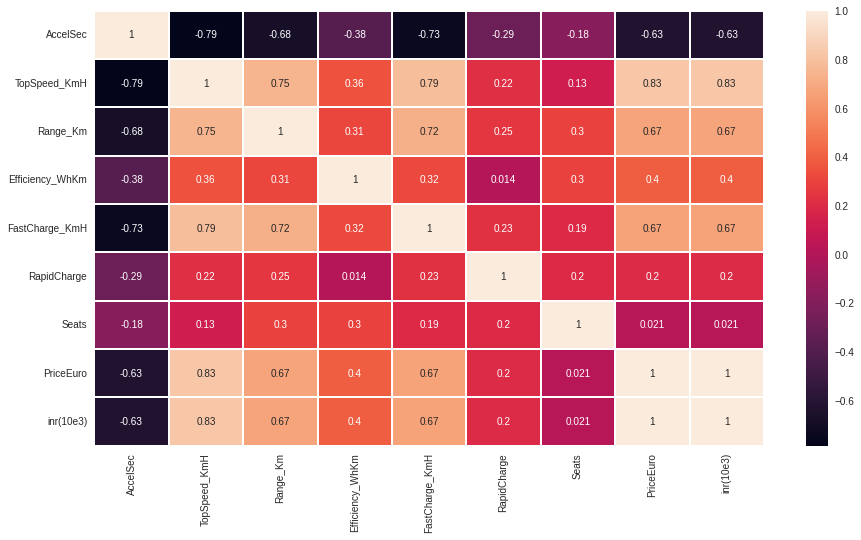 AccelSec 1 -0.79 -0.68 -0.38 -0.73 -0.29 -0.18 -0.63 -0.63
TopSpeed_KmH -0.79 1 0.75 0.36 0.79 0.22 0.13 0.83 0.83
Range_Km -0.68 0.75 1 0.31 0.72 0.25 0.3 0.67 0.67
Efficiency_WhKm -0.38 0.36 0.31 1 0.32 0.014 0.3 0.4 0.4
FastCharge_KmH -0.73 0.79 0.72 0.32 1 0.23 0.19 0.67 0.67
RapidCharge -0.29 0.22 0.25 0.014 0.23 1 0.2 0.2 0.2
Seats -0.18 0.13 0.3 0.3 0.19 0.2 1 0.021 0.021
PriceEuro -0.63 0.83 0.67 0.4 0.67 0.2 0.021 1 1
inr(10e3) -0.63 0.83 0.67 0.4 0.67 0.2 0.021 1 1
AccelSec TopSpeed_KmH Range_Km Efficiency_WhKm FastCharge_KmH RapidCharge Seats PriceEuro inr(10e3)
1.0
0.8
0.6
0.4
0.2
0.0
−0.2
−0.4
−0.6